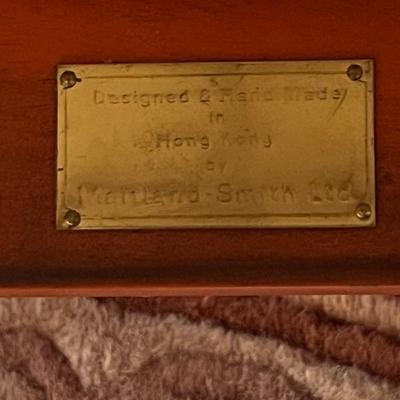 Designed & Hand Made
in
Hong Kong
by
Maitland-Smith Ltd